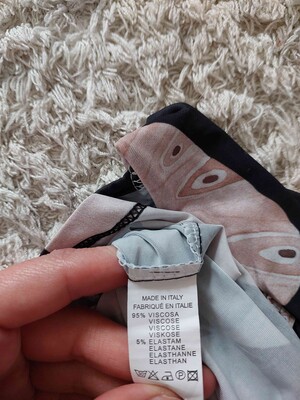 MADE IN ITALY
FABRIQUÉ EN ITALIE
95% VISCOSA
VISCOSE
VISKOSE
VISCOSE
5% ELASTAM
ELASTANE
ELASTHANNE
ELASTHAN